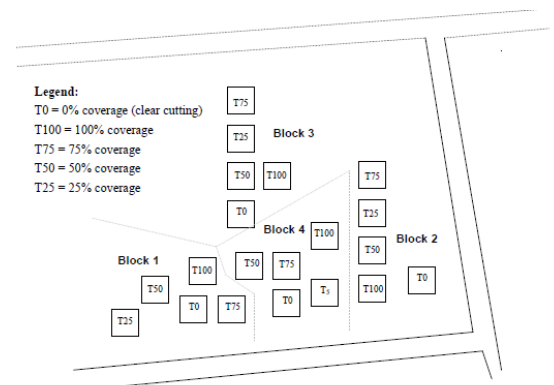 Legend:
T0 = 0% coverage (clear cutting)
T100 = 100% coverage
T75 = 75% coverage
T50 = 50% coverage
T25 = 25% coverage
T75
T25
Block 3
T50 T100
T0
T75
T25
T50
T100
Block 2
T0
Block 4
T100
T50 T75
T0
T5
Block 1
T100
T50
T0 T75
T25